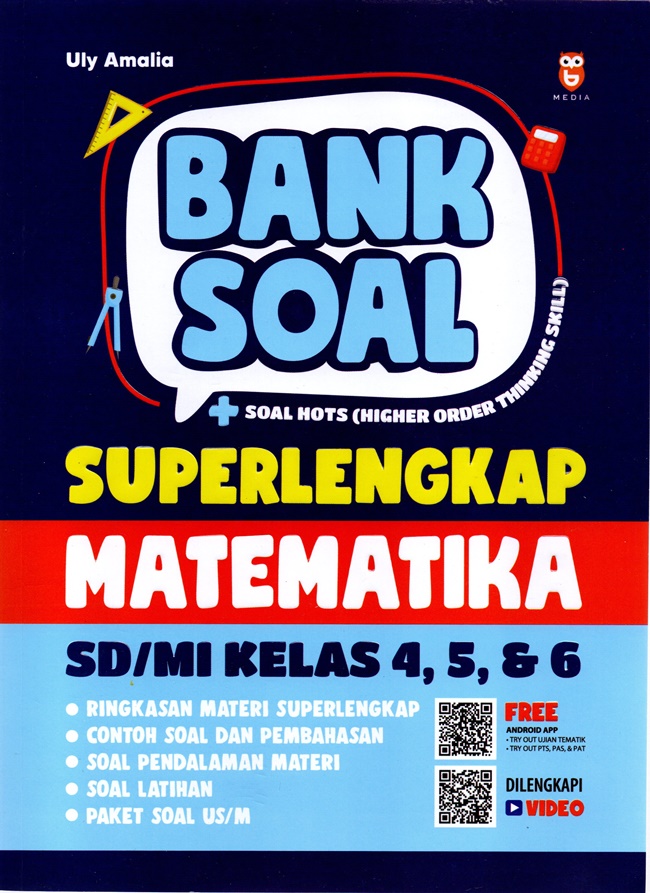 Uly Amalia
b
MEDIA
BANK
SOAL
+ SOAL HOTS (HIGHER ORDER THINKING SKILL)
SUPERLENGKAP
MATEMATIKA
SD/MI KELAS 4, 5, & 6
• RINGKASAN MATERI SUPERLENGKAP
• CONTOH SOAL DAN PEMBAHASAN
• SOAL PENDALAMAN MATERI
• SOAL LATIHAN
• PAKET SOAL US/M
FREE
ANDROID APP
• TRY OUT UJIAN TEMATIK
• TRY OUT PTS, PAS, & PAT
DILENGKAPI
VIDEO